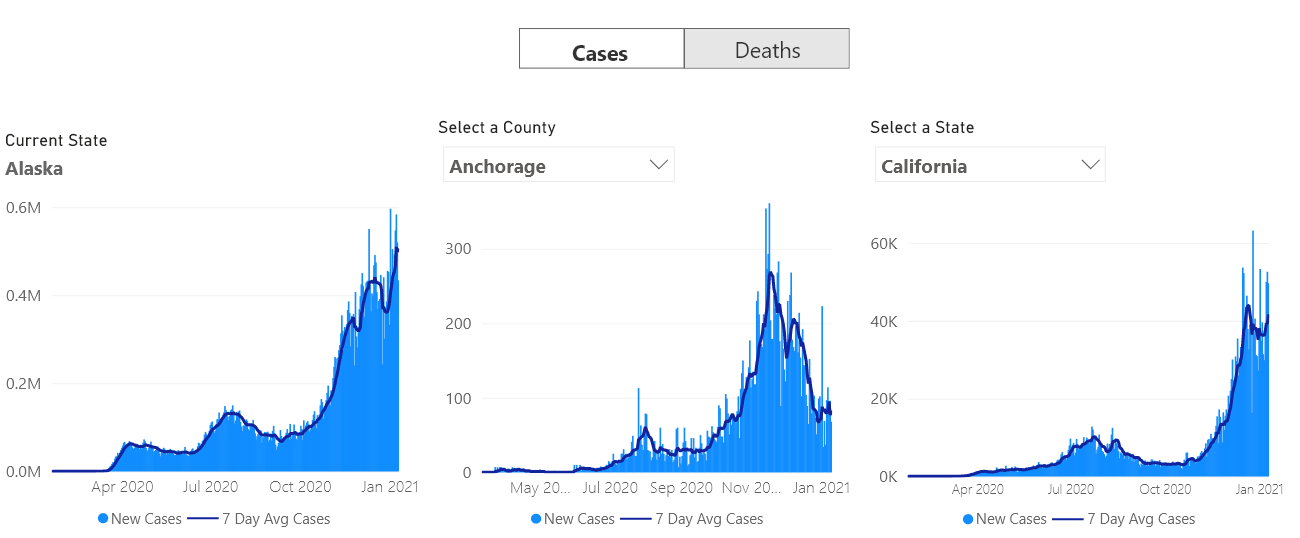 Cases
Deaths
Current State
Alaska
0.6M
0.4M
0.2M
0.0M
Apr 2020
Jul 2020
Oct 2020
Jan 2021
New Cases
7 Day Avg Cases
Select a County
Anchorage
300
200
100
0
May 20...
Jul 2020
Sep 2020
Nov 20...
Jan 2021
New Cases
7 Day Avg Cases
Select a State
California
60K
40K
20K
0K
Apr 2020
Jul 2020
Oct 2020
Jan 2021
New Cases
7 Day Avg Cases